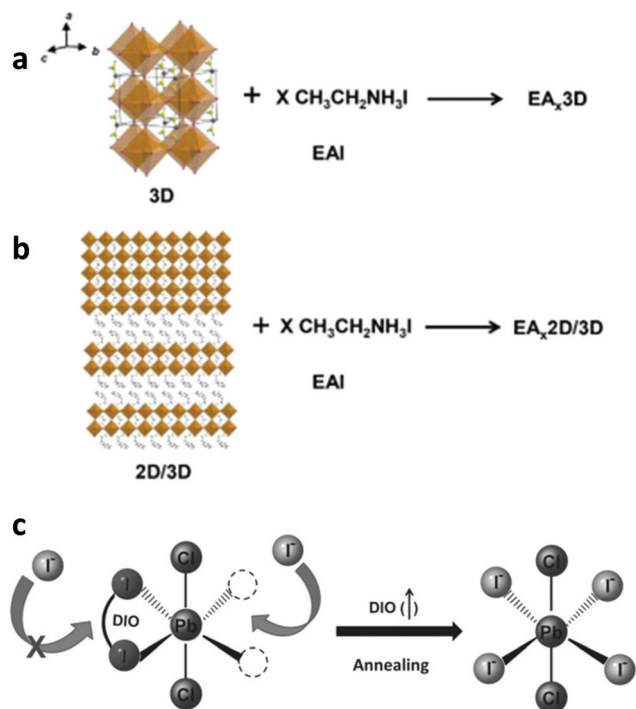 a
a
c
b
+ X CH₃CH₂NH₃I
EAₓ3D
EAI
3D
b
+ X CH₃CH₂NH₃I
EAₓ2D/3D
EAI
2D/3D
c
I⁻
I
DIO
I
Cl
Pb
Cl
I⁻
X
DIO (↑)
Annealing
Cl
I⁻
I⁻
Pb
I⁻
I⁻
Cl